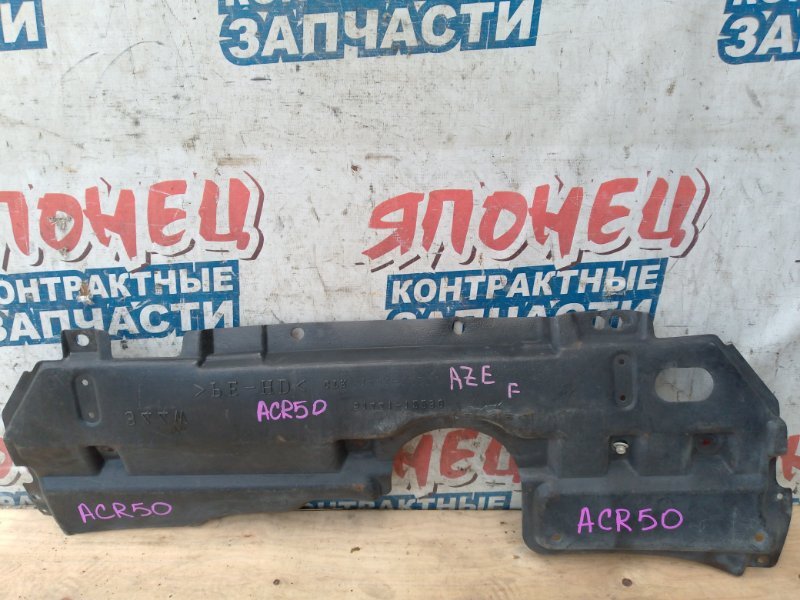 КОНТРАКТНЫЕ
ЗАПЧАСТИ
ЯПОНЕЦ
КОНТРАКТНЫЕ
ЗАПЧАСТИ
ЯПОНЕЦ
КОНТРАКТНЫЕ
ЗАПЧАСТИ
>PE-HD<
AZE
F
ACR50
ACR50
ACR50